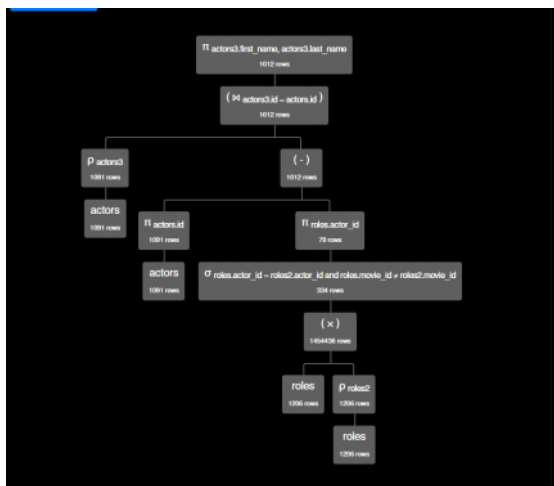 π actors3.first_name, actors3.last_name
1012 rows
( ⋈ actors3.id = actors.id )
1012 rows
ρ actors3
1091 rows
( - )
1012 rows
actors
1091 rows
π actors.id
1091 rows
π roles.actor_id
79 rows
actors
1091 rows
σ roles.actor_id = roles2.actor_id and roles.movie_id ≠ roles2.movie_id
334 rows
( × )
1454436 rows
roles
1206 rows
ρ roles2
1206 rows
roles
1206 rows